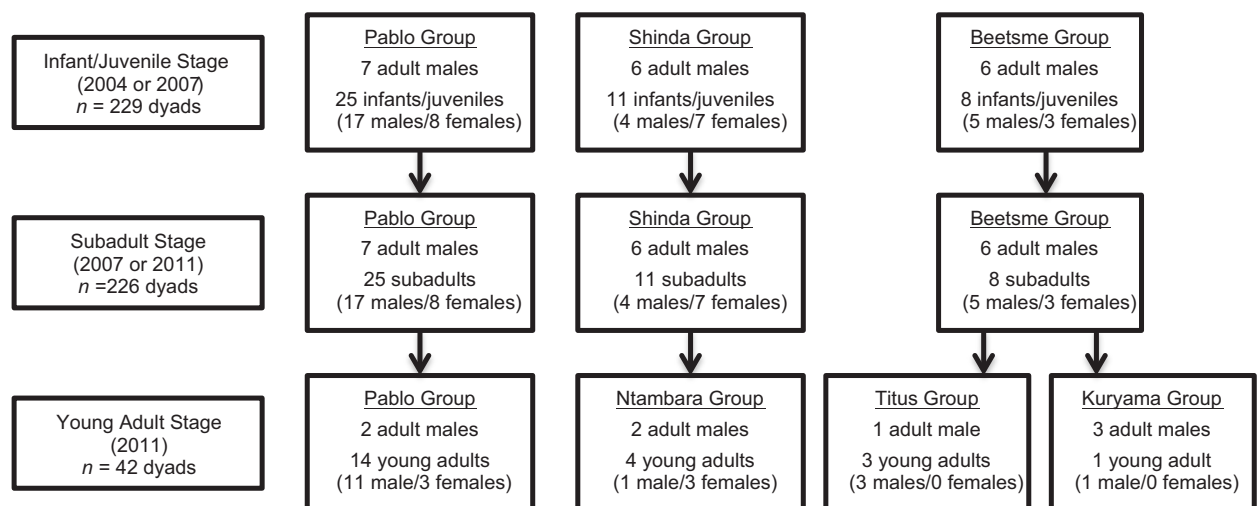 Infant/Juvenile Stage
(2004 or 2007)
n = 229 dyads
Pablo Group
7 adult males
25 infants/juveniles
(17 males/8 females)
Shinda Group
6 adult males
11 infants/juveniles
(4 males/7 females)
Beetsme Group
6 adult males
8 infants/juveniles
(5 males/3 females)
Subadult Stage
(2007 or 2011)
n =226 dyads
Pablo Group
7 adult males
25 subadults
(17 males/8 females)
Shinda Group
6 adult males
11 subadults
(4 males/7 females)
Beetsme Group
6 adult males
8 subadults
(5 males/3 females)
Young Adult Stage
(2011)
n = 42 dyads
Pablo Group
2 adult males
14 young adults
(11 male/3 females)
Ntambara Group
2 adult males
4 young adults
(1 male/3 females)
Titus Group
1 adult male
3 young adults
(3 males/0 females)
Kuryama Group
3 adult males
1 young adult
(1 male/0 females)